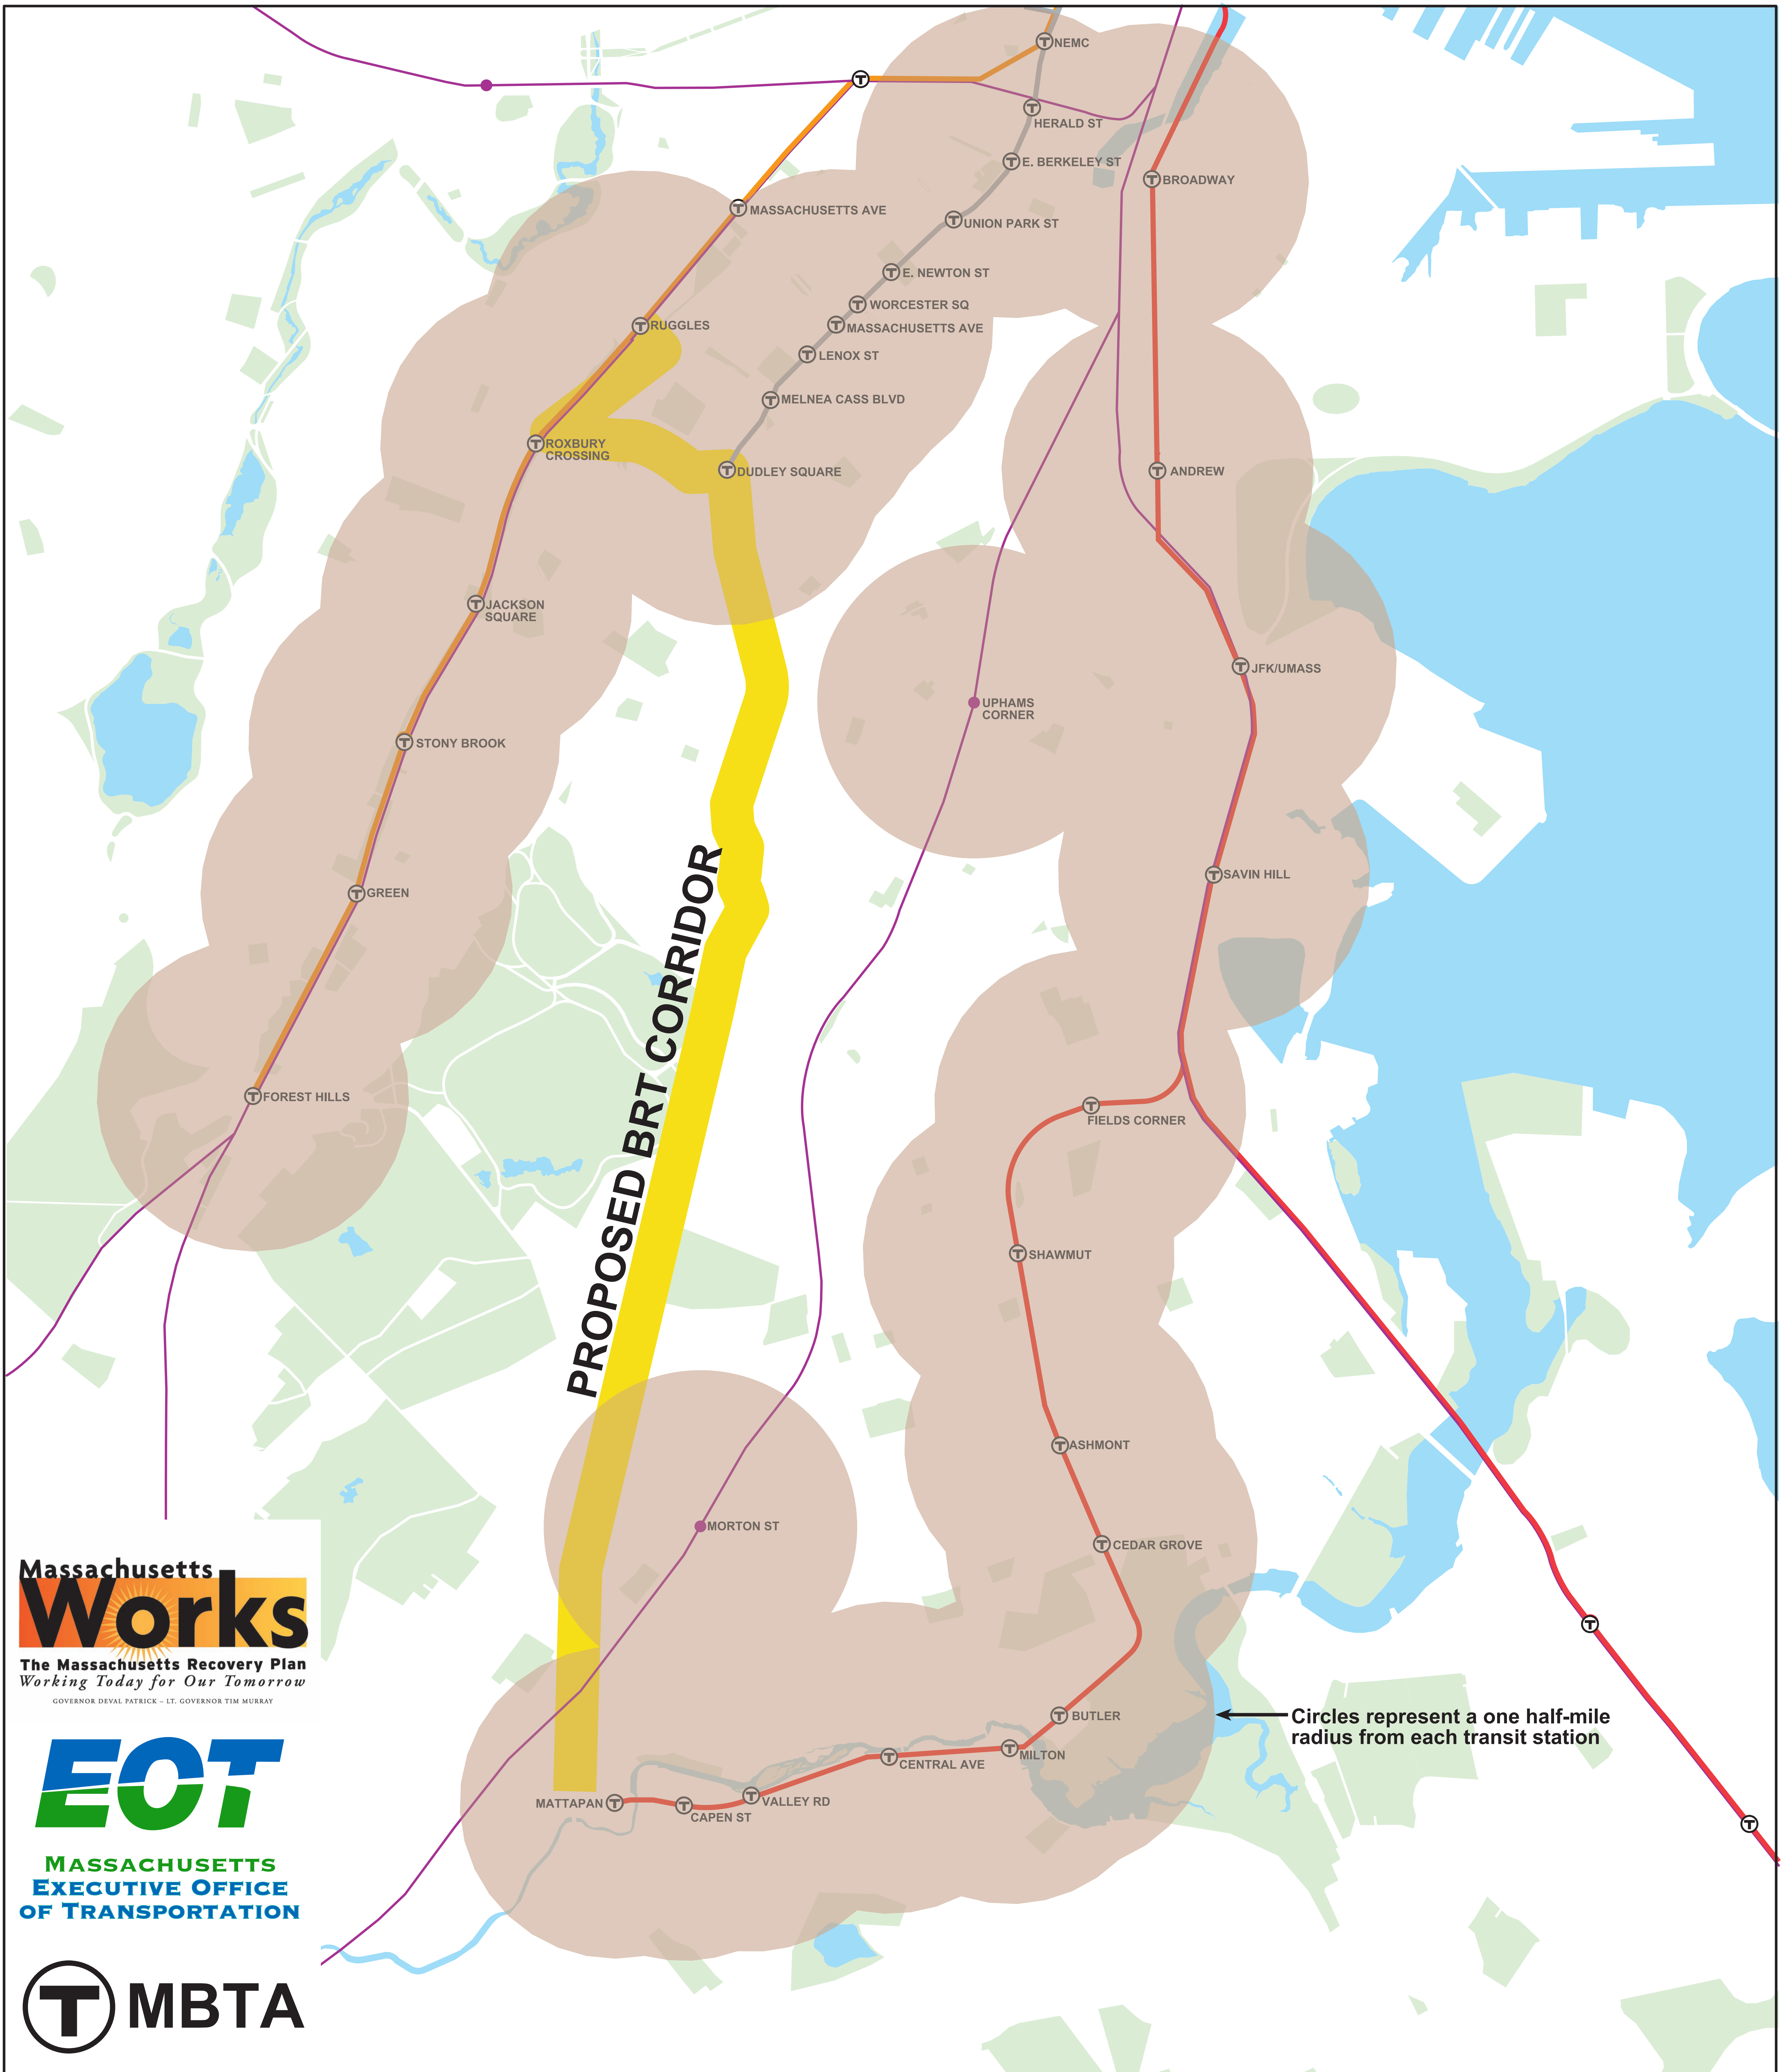 NEMC
HERALD ST
E. BERKELEY ST
BROADWAY
MASSACHUSETTS AVE
UNION PARK ST
E. NEWTON ST
WORCESTER SQ
RUGGLES
MASSACHUSETTS AVE
LENOX ST
MELNEA CASS BLVD
ROXBURY
CROSSING
DUDLEY SQUARE
ANDREW
JACKSON
SQUARE
JFK/UMASS
UPHAMS
CORNER
STONY BROOK
SAVIN HILL
GREEN
PROPOSED BRT CORRIDOR
FOREST HILLS
FIELDS CORNER
SHAWMUT
ASHMONT
MORTON ST
CEDAR GROVE
BUTLER
Circles represent a one half-mile
radius from each transit station
MILTON
CENTRAL AVE
MATTAPAN
VALLEY RD
CAPEN ST
Massachusetts
Works
The Massachusetts Recovery Plan
Working Today for Our Tomorrow
GOVERNOR DEVAL PATRICK – LT. GOVERNOR TIM MURRAY
EOT
MASSACHUSETTS
EXECUTIVE OFFICE
OF TRANSPORTATION
T MBTA